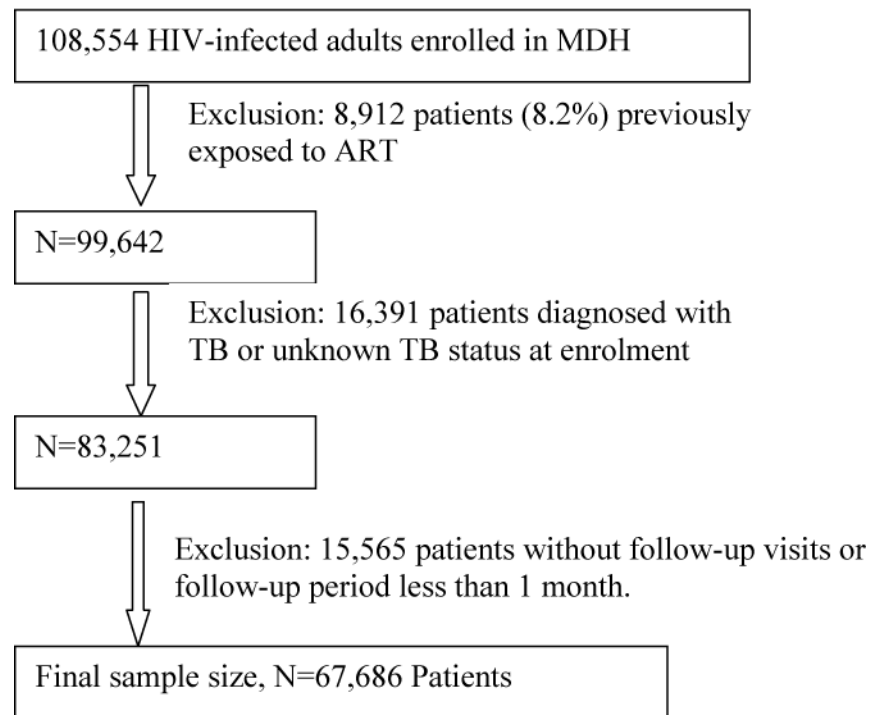 108,554 HIV-infected adults enrolled in MDH
Exclusion: 8,912 patients (8.2%) previously
exposed to ART
N=99,642
Exclusion: 16,391 patients diagnosed with
TB or unknown TB status at enrolment
N=83,251
Exclusion: 15,565 patients without follow-up visits or
follow-up period less than 1 month.
Final sample size, N=67,686 Patients